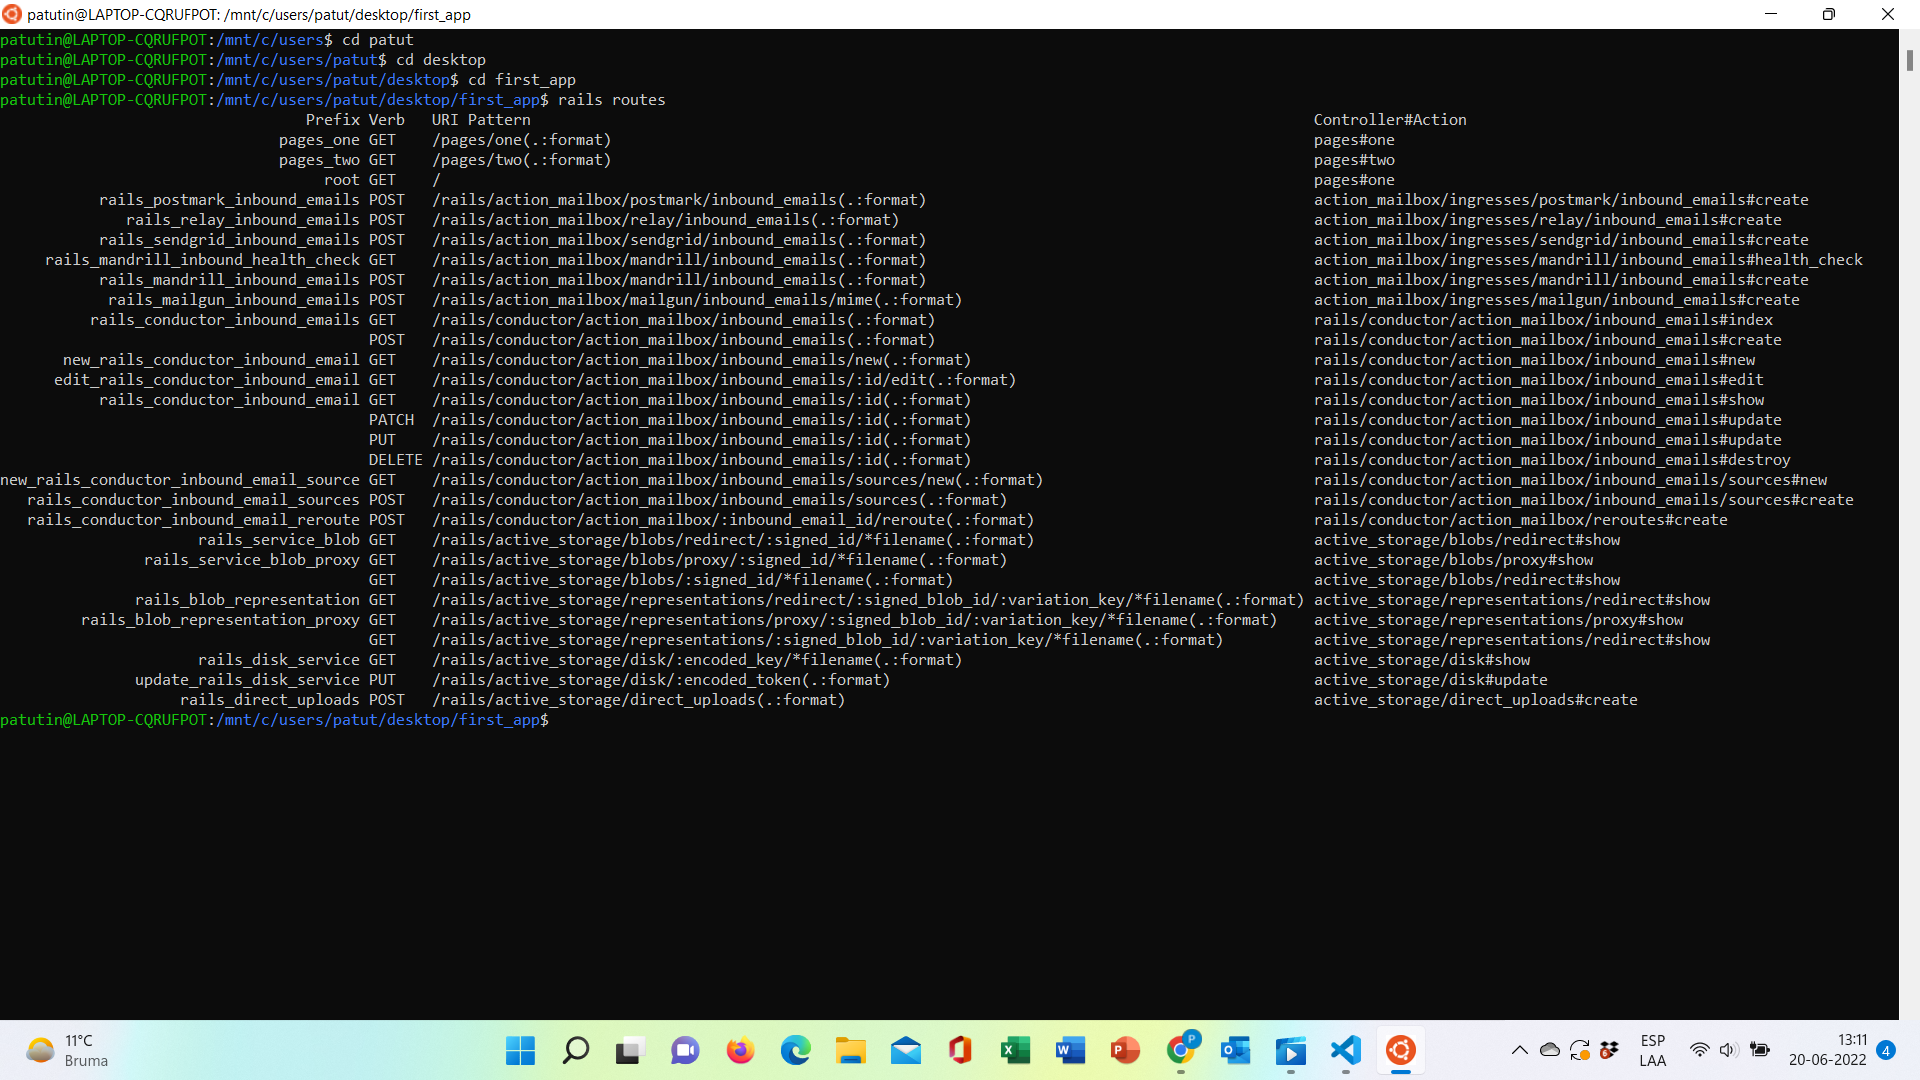 patutin@LAPTOP-CQRUFPOT: /mnt/c/users/patut/desktop/first_app
patutin@LAPTOP-CQRUFPOT:/mnt/c/users$ cd patut
patutin@LAPTOP-CQRUFPOT:/mnt/c/users/patut$ cd desktop
patutin@LAPTOP-CQRUFPOT:/mnt/c/users/patut/desktop$ cd first_app
patutin@LAPTOP-CQRUFPOT:/mnt/c/users/patut/desktop/first_app$ rails routes
Prefix Verb URI Pattern Controller#Action
pages_one GET /pages/one(.:format) pages#one
pages_two GET /pages/two(.:format) pages#two
root GET / pages#one
rails_postmark_inbound_emails POST /rails/action_mailbox/postmark/inbound_emails(.:format) action_mailbox/ingresses/postmark/inbound_emails#create
rails_relay_inbound_emails POST /rails/action_mailbox/relay/inbound_emails(.:format) action_mailbox/ingresses/relay/inbound_emails#create
rails_sendgrid_inbound_emails POST /rails/action_mailbox/sendgrid/inbound_emails(.:format) action_mailbox/ingresses/sendgrid/inbound_emails#create
rails_mandrill_inbound_health_check GET /rails/action_mailbox/mandrill/inbound_emails(.:format) action_mailbox/ingresses/mandrill/inbound_emails#health_check
rails_mandrill_inbound_emails POST /rails/action_mailbox/mandrill/inbound_emails(.:format) action_mailbox/ingresses/mandrill/inbound_emails#create
rails_mailgun_inbound_emails POST /rails/action_mailbox/mailgun/inbound_emails/mime(.:format) action_mailbox/ingresses/mailgun/inbound_emails#create
rails_conductor_inbound_emails GET /rails/conductor/action_mailbox/inbound_emails(.:format) rails/conductor/action_mailbox/inbound_emails#index
POST /rails/conductor/action_mailbox/inbound_emails(.:format) rails/conductor/action_mailbox/inbound_emails#create
new_rails_conductor_inbound_email GET /rails/conductor/action_mailbox/inbound_emails/new(.:format) rails/conductor/action_mailbox/inbound_emails#new
edit_rails_conductor_inbound_email GET /rails/conductor/action_mailbox/inbound_emails/:id/edit(.:format) rails/conductor/action_mailbox/inbound_emails#edit
rails_conductor_inbound_email GET /rails/conductor/action_mailbox/inbound_emails/:id(.:format) rails/conductor/action_mailbox/inbound_emails#show
PATCH /rails/conductor/action_mailbox/inbound_emails/:id(.:format) rails/conductor/action_mailbox/inbound_emails#update
PUT /rails/conductor/action_mailbox/inbound_emails/:id(.:format) rails/conductor/action_mailbox/inbound_emails#update
DELETE /rails/conductor/action_mailbox/inbound_emails/:id(.:format) rails/conductor/action_mailbox/inbound_emails#destroy
new_rails_conductor_inbound_email_source GET /rails/conductor/action_mailbox/inbound_emails/sources/new(.:format) rails/conductor/action_mailbox/inbound_emails/sources#new
rails_conductor_inbound_email_sources POST /rails/conductor/action_mailbox/inbound_emails/sources(.:format) rails/conductor/action_mailbox/inbound_emails/sources#create
rails_conductor_inbound_email_reroute POST /rails/conductor/action_mailbox/:inbound_email_id/reroute(.:format) rails/conductor/action_mailbox/reroutes#create
rails_service_blob GET /rails/active_storage/blobs/redirect/:signed_id/*filename(.:format) active_storage/blobs/redirect#show
rails_service_blob_proxy GET /rails/active_storage/blobs/proxy/:signed_id/*filename(.:format) active_storage/blobs/proxy#show
GET /rails/active_storage/blobs/:signed_id/*filename(.:format) active_storage/blobs/redirect#show
rails_blob_representation GET /rails/active_storage/representations/redirect/:signed_blob_id/:variation_key/*filename(.:format) active_storage/representations/redirect#show
rails_blob_representation_proxy GET /rails/active_storage/representations/proxy/:signed_blob_id/:variation_key/*filename(.:format) active_storage/representations/proxy#show
GET /rails/active_storage/representations/:signed_blob_id/:variation_key/*filename(.:format) active_storage/representations/redirect#show
rails_disk_service GET /rails/active_storage/disk/:encoded_key/*filename(.:format) active_storage/disk#show
update_rails_disk_service PUT /rails/active_storage/disk/:encoded_token(.:format) active_storage/disk#update
rails_direct_uploads POST /rails/active_storage/direct_uploads(.:format) active_storage/direct_uploads#create
patutin@LAPTOP-CQRUFPOT:/mnt/c/users/patut/desktop/first_app$
11°C
Bruma
ESP
LAA
13:11
20-06-2022
4